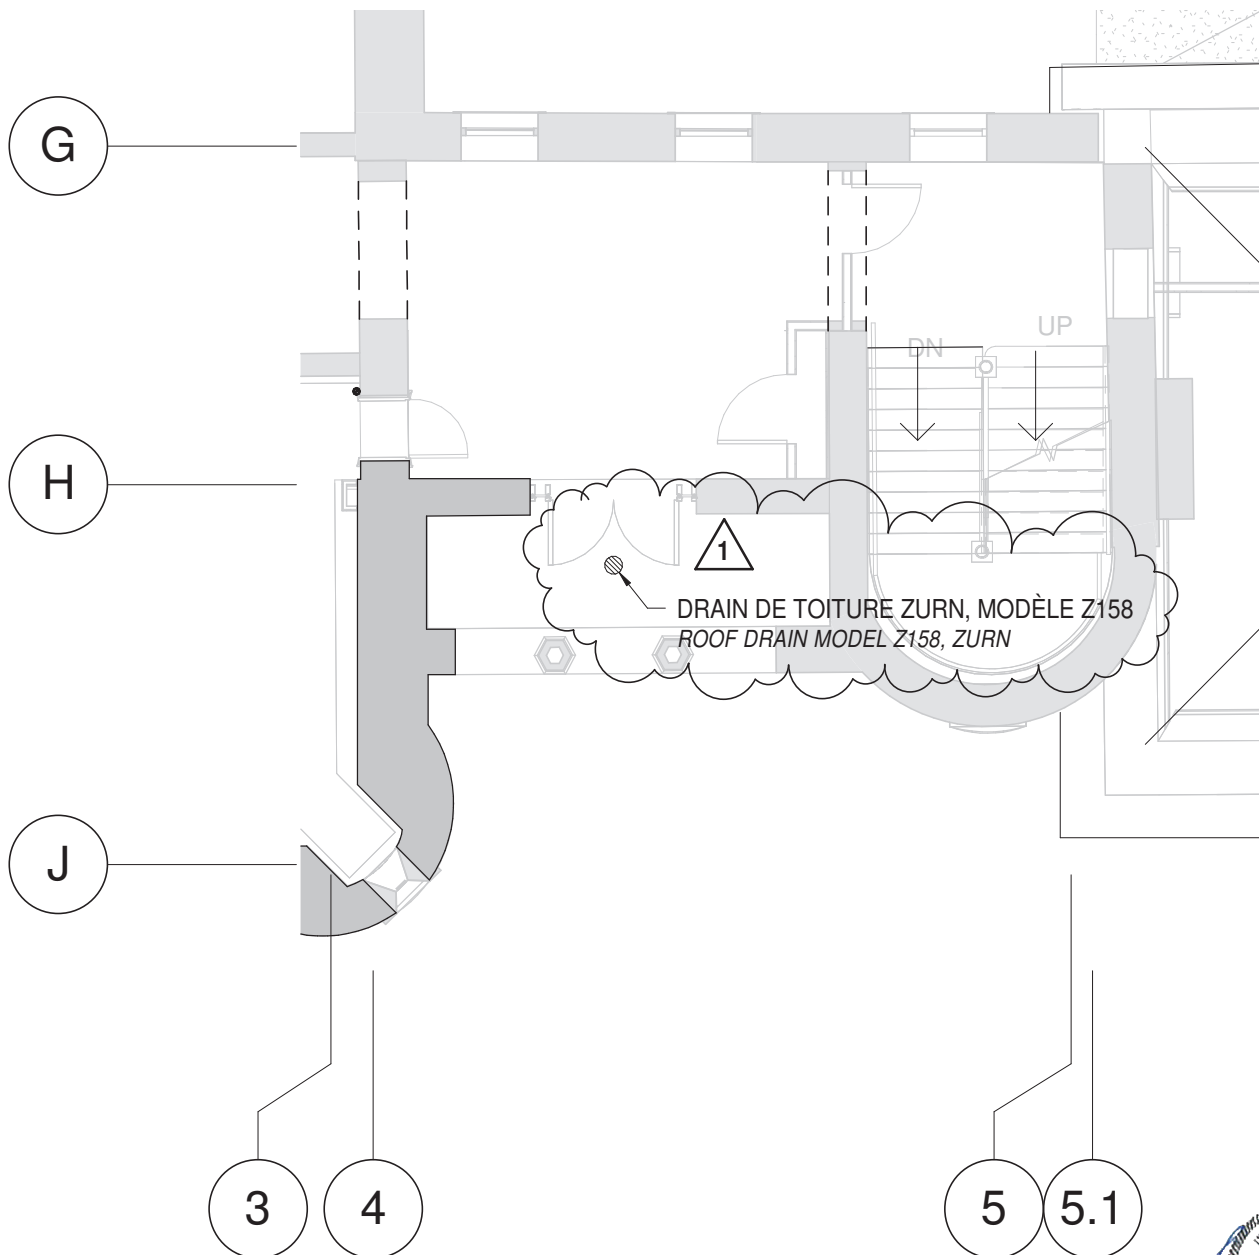 G
UP
DN
H
1
DRAIN DE TOITURE ZURN, MODÈLE Z158
ROOF DRAIN MODEL Z158, ZURN
J
3
4
5
5.1